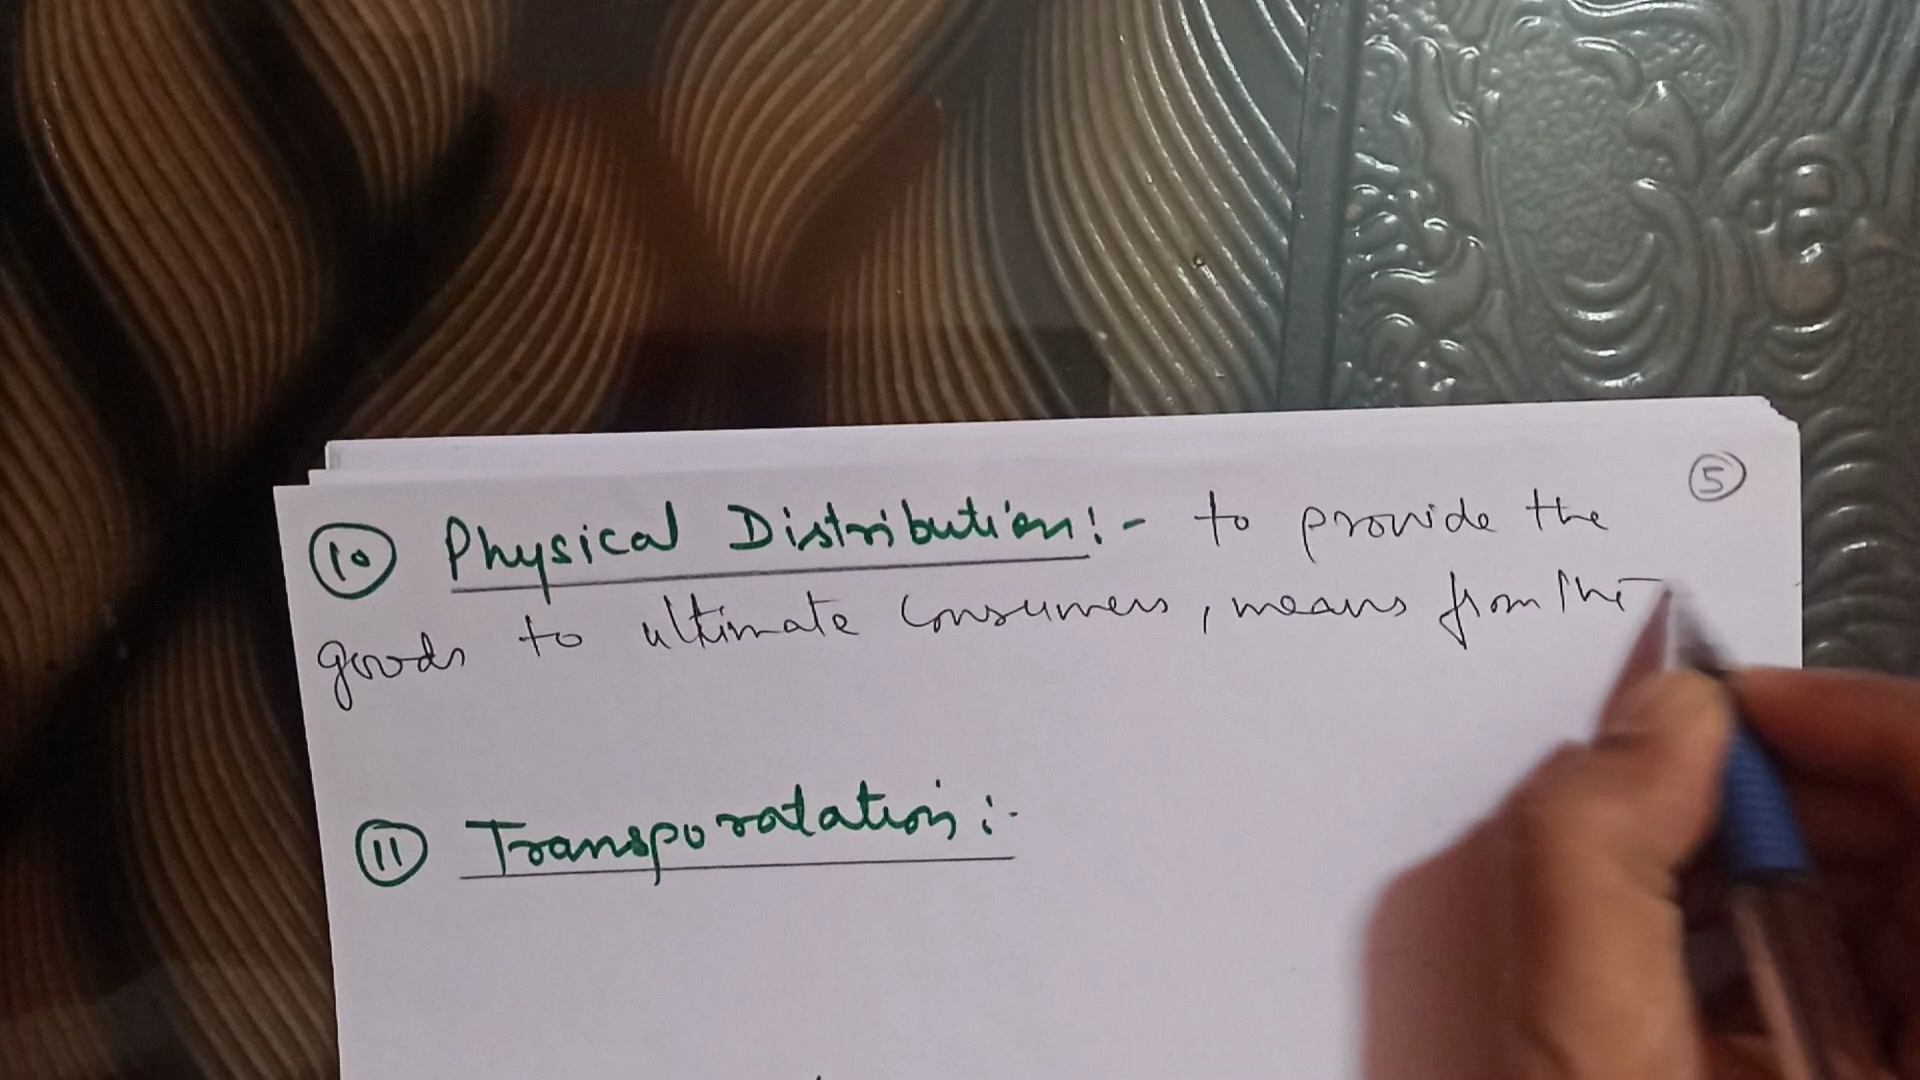 5
10 Physical Distribution:- to provide the
goods to ultimate consumers, means from the
11 Transporatation:-